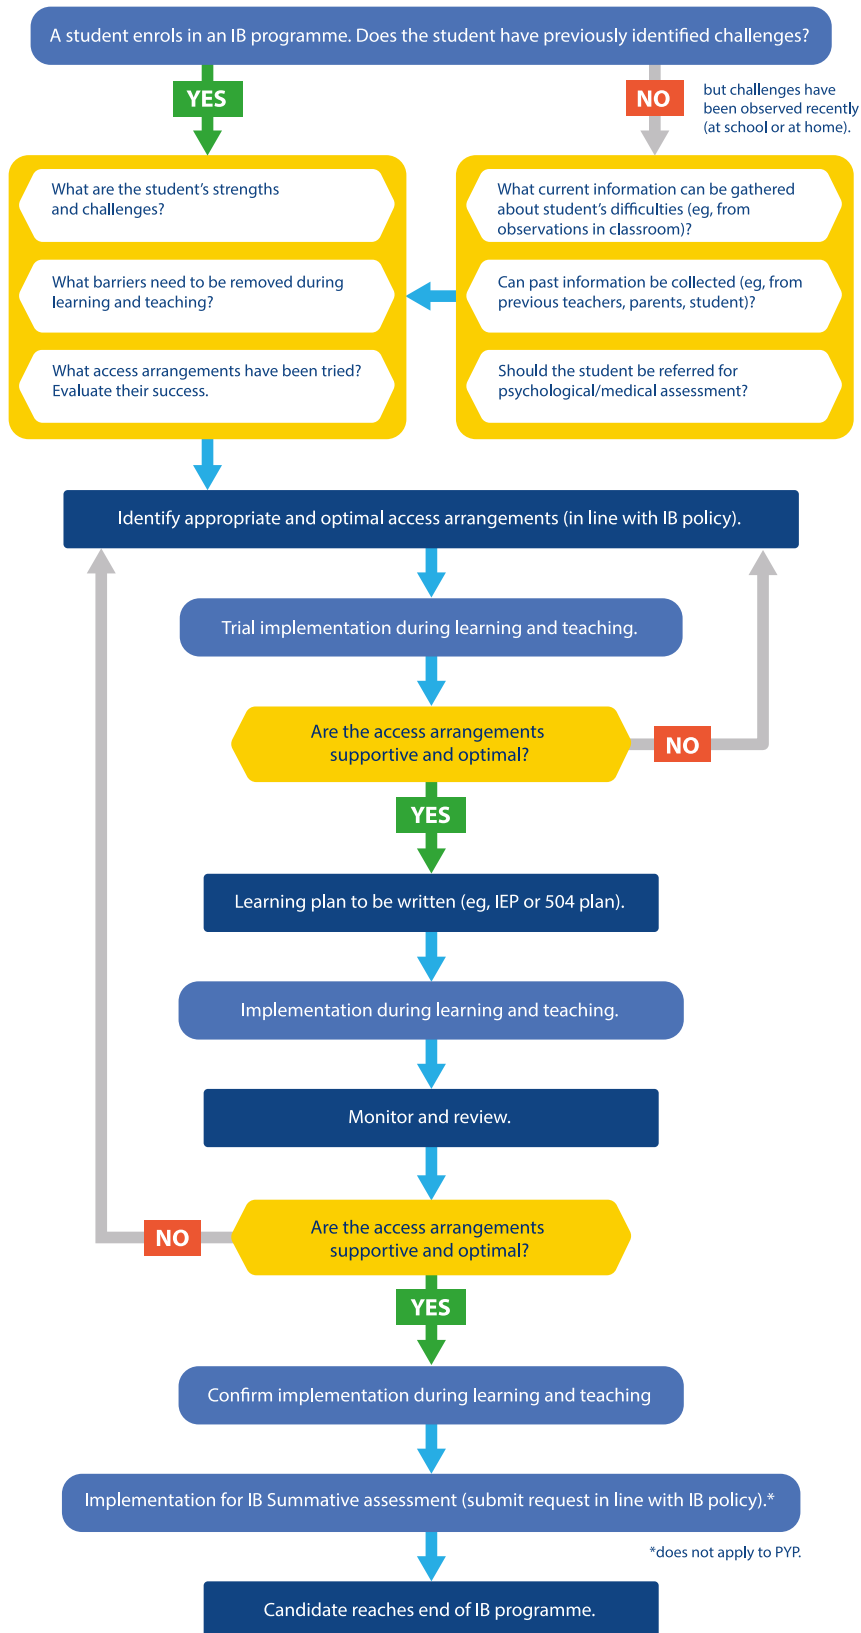 A student enrols in an IB programme. Does the student have previously identified challenges?
YES
NO
but challenges have
been observed recently
(at school or at home).
What are the student's strengths
and challenges?
What barriers need to be removed during
learning and teaching?
What access arrangements have been tried?
Evaluate their success.
What current information can be gathered
about student's difficulties (eg, from
observations in classroom)?
Can past information be collected (eg, from
previous teachers, parents, student)?
Should the student be referred for
psychological/medical assessment?
Identify appropriate and optimal access arrangements (in line with IB policy).
Trial implementation during learning and teaching.
Are the access arrangements
supportive and optimal?
NO
YES
Learning plan to be written (eg, IEP or 504 plan).
Implementation during learning and teaching.
Monitor and review.
Are the access arrangements
supportive and optimal?
NO
YES
Confirm implementation during learning and teaching
Implementation for IB Summative assessment (submit request in line with IB policy).*
*does not apply to PYP.
Candidate reaches end of IB programme.